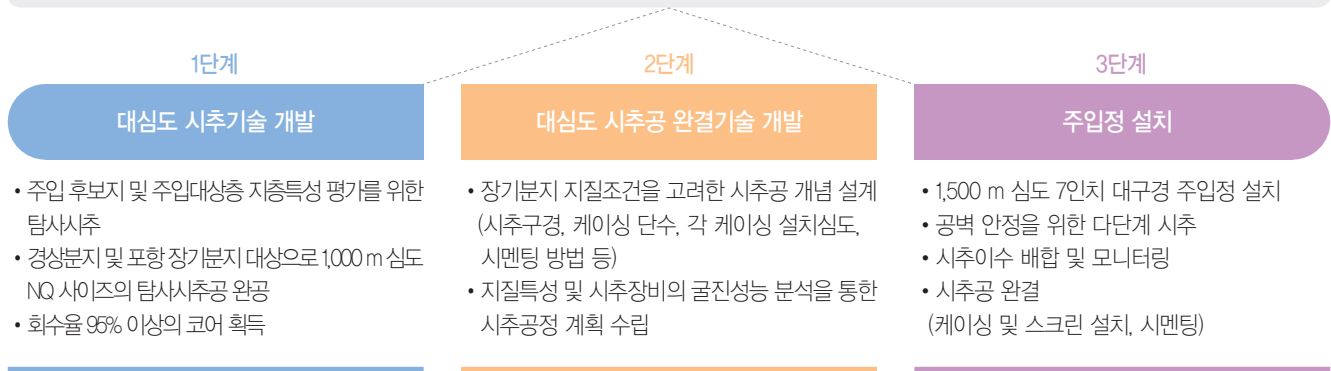 1단계
대심도 시추기술 개발
• 주입 후보지 및 주입대상층 지층특성 평가를 위한
탐사시추
• 경상분지 및 포항 장기분지 대상으로 1,000 m 심도
NQ 사이즈의 탐사시추공 완공
• 회수율 95% 이상의 코어 획득
2단계
대심도 시추공 완결기술 개발
• 장기분지 지질조건을 고려한 시추공 개념 설계
(시추구경, 케이싱 단수, 각 케이싱 설치심도,
시멘팅 방법 등)
• 지질특성 및 시추장비의 굴진성능 분석을 통한
시추공정 계획 수립
3단계
주입정 설치
• 1,500 m 심도 7인치 대구경 주입정 설치
• 공벽 안정을 위한 다단계 시추
• 시추이수 배합 및 모니터링
• 시추공 완결
(케이싱 및 스크린 설치, 시멘팅)